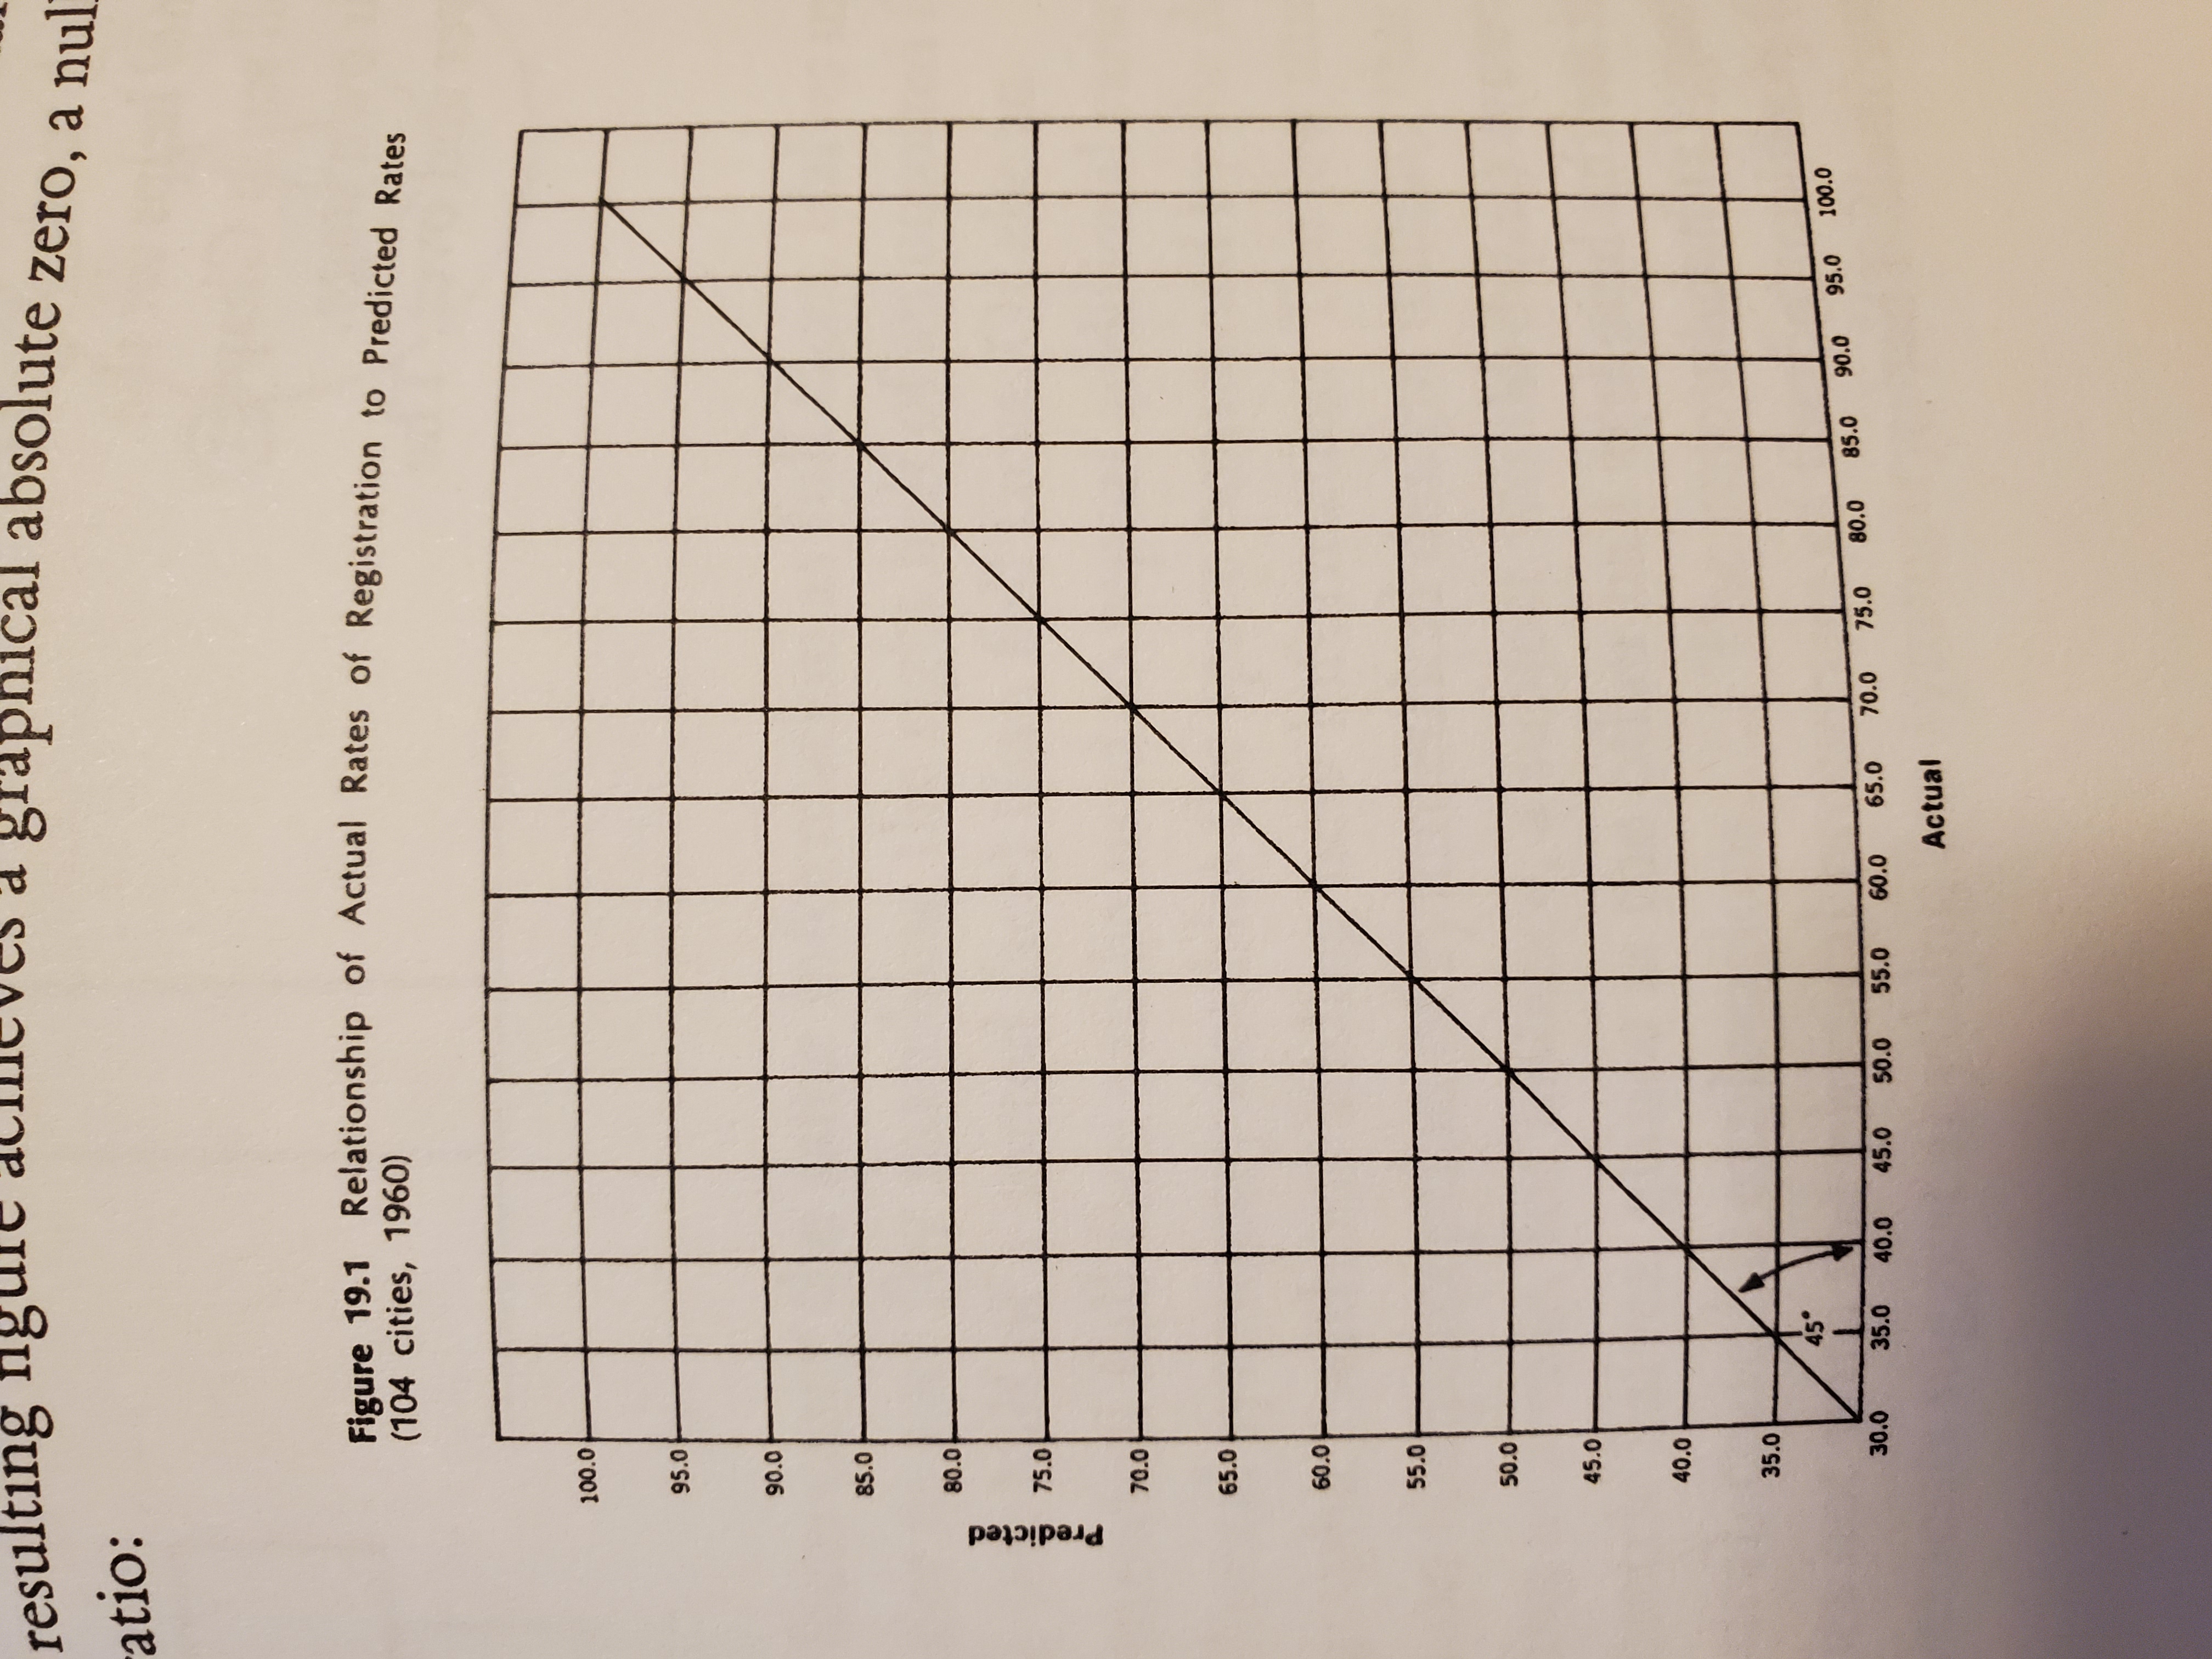 resulting figure achieves a graphical absolute zero, a null
ratio:
Figure 19.1 Relationship of Actual Rates of Registration to Predicted Rates
(104 cities, 1960)
100.0
95.0
90.0
85.0
80.0
75.0
70.0
65.0
60.0
55.0
50.0
45.0
40.0
35.0
Predicted
45°
30.0 35.0 40.0 45.0 50.0 55.0 60.0 65.0 70.0 75.0 80.0 85.0 90.0 95.0 100.0
Actual